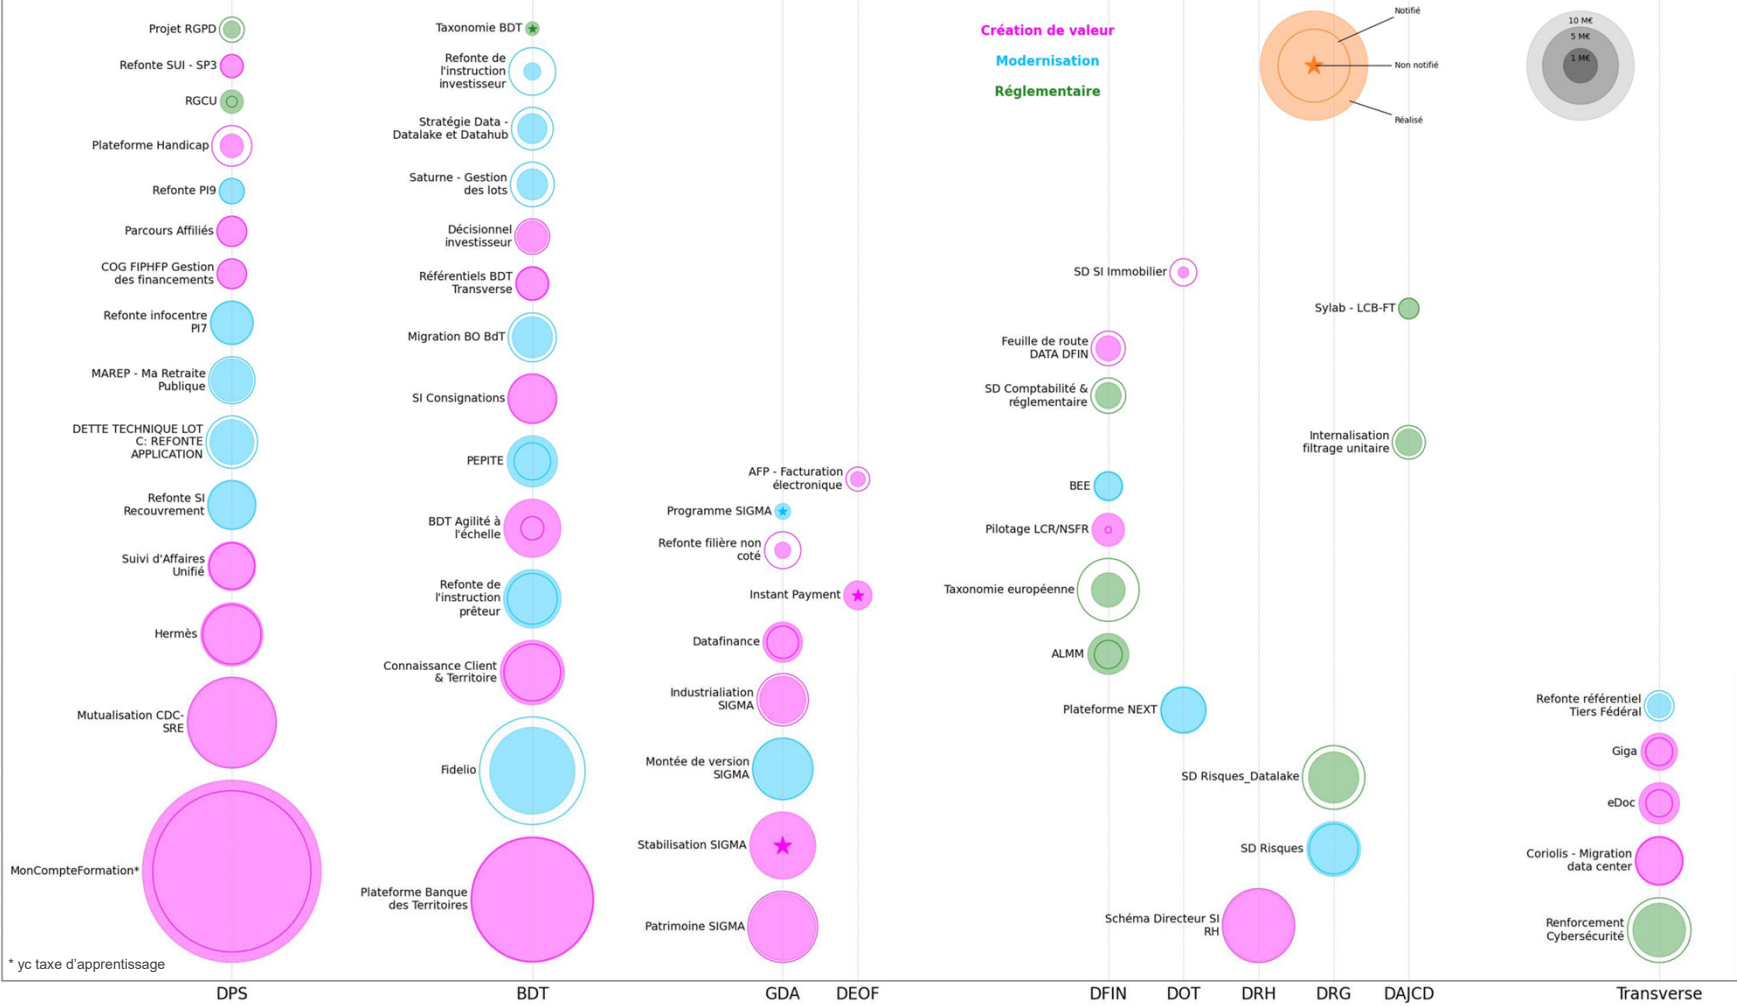 Création de valeur
Modernisation
Réglementaire
Notifié
Non notifié
Réalisé
10 M€
5 M€
1 M€
Projet RGPD
Refonte SUI - SP3
RGCU
Plateforme Handicap
Refonte PI9
Parcours Affiliés
COG FIPHFP Gestion
des financements
Refonte infocentre
PI7
MAREP - Ma Retraite
Publique
DETTE TECHNIQUE LOT
C: REFONTE
APPLICATION
Refonte SI
Recouvrement
Suivi d'Affaires
Unifié
Hermès
Mutualisation CDC-
SRE
MonCompteFormation*
Taxonomie BDT
Refonte de
l'instruction
investisseur
Stratégie Data -
Datalake et Datahub
Saturne - Gestion
des lots
Décisionnel
investisseur
Référentiels BDT
Transverse
Migration BO BdT
SI Consignations
PEPITE
BDT Agilité à
l'échelle
Refonte de
l'instruction
prêteur
Connaissance Client
& Territoire
Fidelio
Plateforme Banque
des Territoires
Programme SIGMA
Refonte filière non
coté
Datafinance
Industrialiation
SIGMA
Montée de version
SIGMA
Stabilisation SIGMA
Patrimoine SIGMA
AFP - Facturation
électronique
Instant Payment
Feuille de route
DATA DFIN
SD Comptabilité &
réglementaire
BEE
Pilotage LCR/NSFR
Taxonomie européenne
ALMM
SD SI Immobilier
Plateforme NEXT
Schéma Directeur SI
RH
SD Risques_Datalake
SD Risques
Sylab - LCB-FT
Internalisation
filtrage unitaire
Refonte référentiel
Tiers Fédéral
Giga
eDoc
Coriolis - Migration
data center
Renforcement
Cybersécurité
* yc taxe d'apprentissage
DPS
BDT
GDA
DEOF
DFIN
DOT
DRH
DRG
DAJCD
Transverse